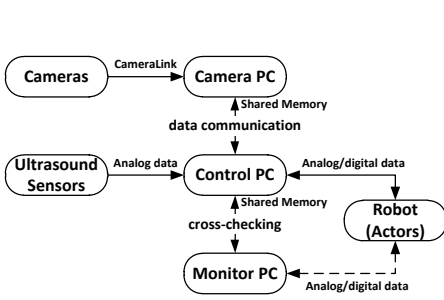 CameraLink
Cameras
Camera PC
Shared Memory
data communication
Ultrasound
Sensors
Analog data
Control PC
Analog/digital data
Shared Memory
cross-checking
Robot
(Actors)
Monitor PC
Analog/digital data